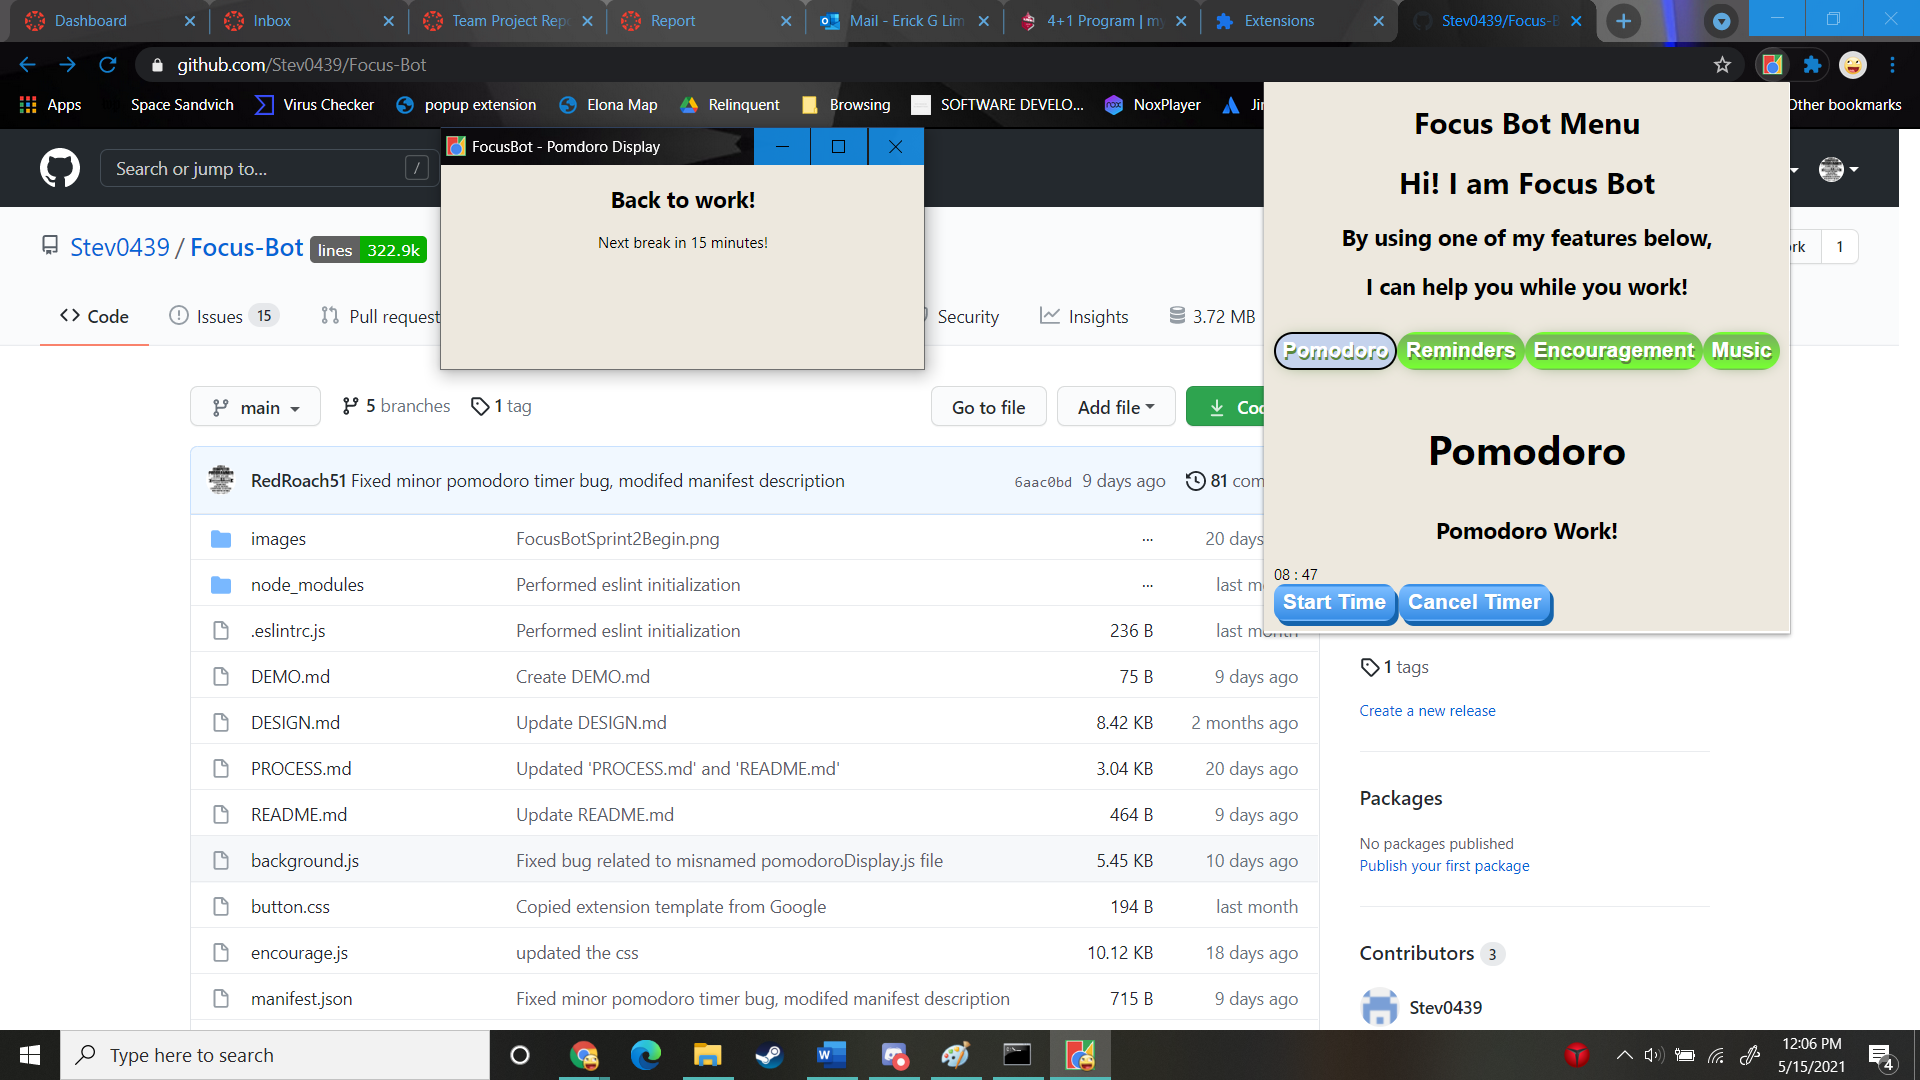 Dashboard
Inbox
Team Project Rep
Report
Mail - Erick G Lim
4+1 Program | my
Extensions
Stev0439/Focus-B
github.com/Stev0439/Focus-Bot
Apps
Space Sandvich
Virus Checker
popup extension
Elona Map
Relinquent
Browsing
SOFTWARE DEVELO...
NoxPlayer
Other bookmarks
Search or jump to...
/
FocusBot - Pomdoro Display
Back to work!
Next break in 15 minutes!
Focus Bot Menu
Hi! I am Focus Bot
By using one of my features below,
I can help you while you work!
Pomodoro
Reminders
Encouragement
Music
Pomodoro
Pomodoro Work!
08 : 47
Start Time
Cancel Timer
Stev0439 / Focus-Bot
lines 322.9k
rk 1
Code
Issues 15
Pull request
Security
Insights
3.72 MB
main
5 branches
1 tag
Go to file
Add file
RedRoach51 Fixed minor pomodoro timer bug, modifed manifest description
6aac0bd 9 days ago
81 com
images FocusBotSprint2Begin.png ... 20 days
node_modules Performed eslint initialization ... last m
.eslintrc.js Performed eslint initialization 236 B last month
DEMO.md Create DEMO.md 75 B 9 days ago
DESIGN.md Update DESIGN.md 8.42 KB 2 months ago
PROCESS.md Updated 'PROCESS.md' and 'README.md' 3.04 KB 20 days ago
README.md Update README.md 464 B 9 days ago
background.js Fixed bug related to misnamed pomodoroDisplay.js file 5.45 KB 10 days ago
button.css Copied extension template from Google 194 B last month
encourage.js updated the css 10.12 KB 18 days ago
manifest.json Fixed minor pomodoro timer bug, modifed manifest description 715 B 9 days ago
1 tags
Create a new release
Packages
No packages published
Publish your first package
Contributors 3
Stev0439
Type here to search
12:06 PM
5/15/2021
4